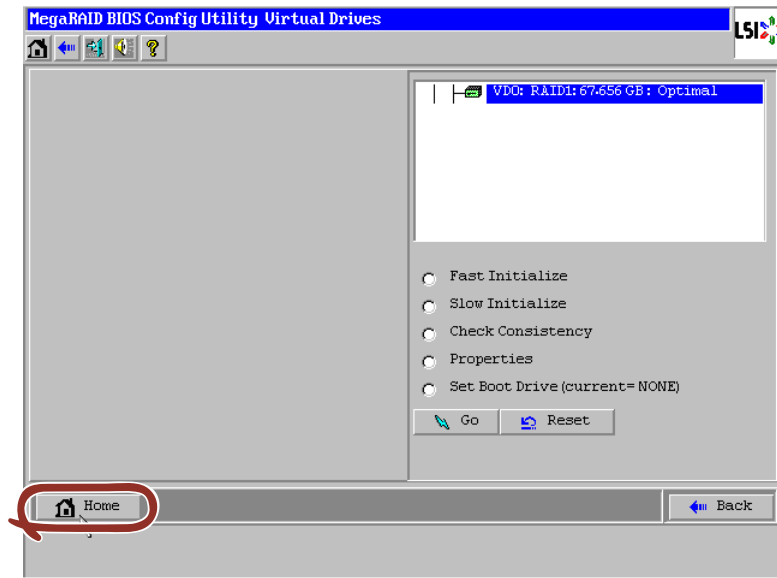 MegaRAID BIOS Config Utility Virtual Drives
LSI
VD0: RAID1: 67.656 GB: Optimal
Fast Initialize
Slow Initialize
Check Consistency
Properties
Set Boot Drive (current= NONE)
Go
Reset
Home
Back